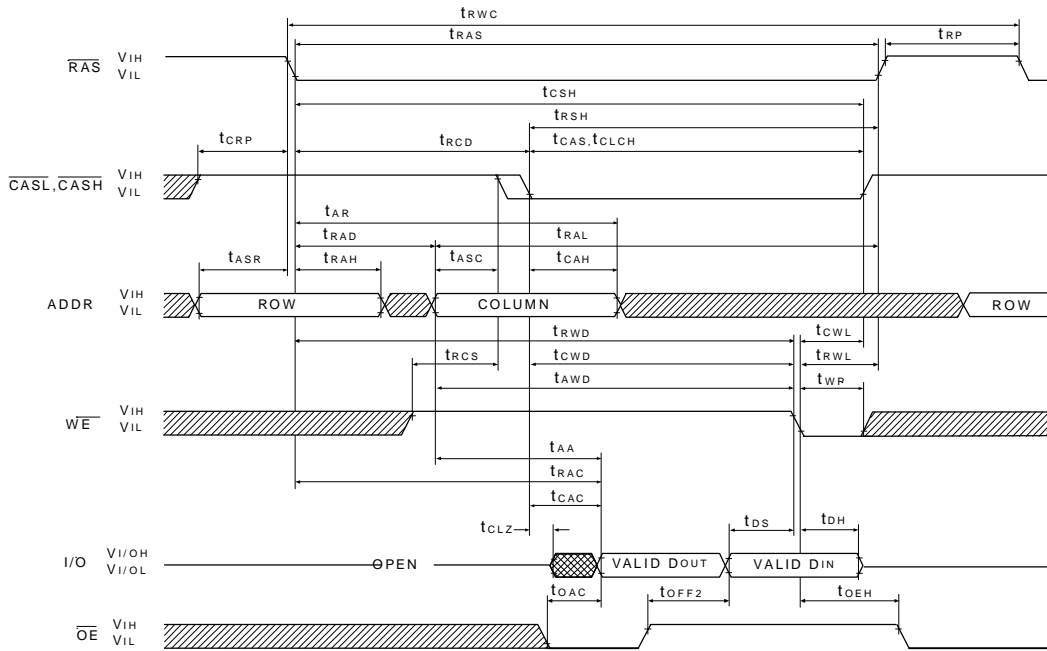 tRWC
tRAS tRP
RAS VIH
VIL
tCSH
tRSH
tCRP tRCD tCAS,tCLCH
CASL,CASH VIH
VIL
tAR
tRAD tRAL
tASR tRAH tASC tCAH
ADDR VIH
VIL
ROW COLUMN ROW
tRWD tCWL
tRCS tCWD tRWL
tAWD tWP
WE VIH
VIL
tAA
tRAC
tCAC
tCLZ tDS tDH
I/O VI/OH
VI/OL
OPEN VALID DOUT VALID DIN
tOAC tOFF2 tOEH
OE VIH
VIL